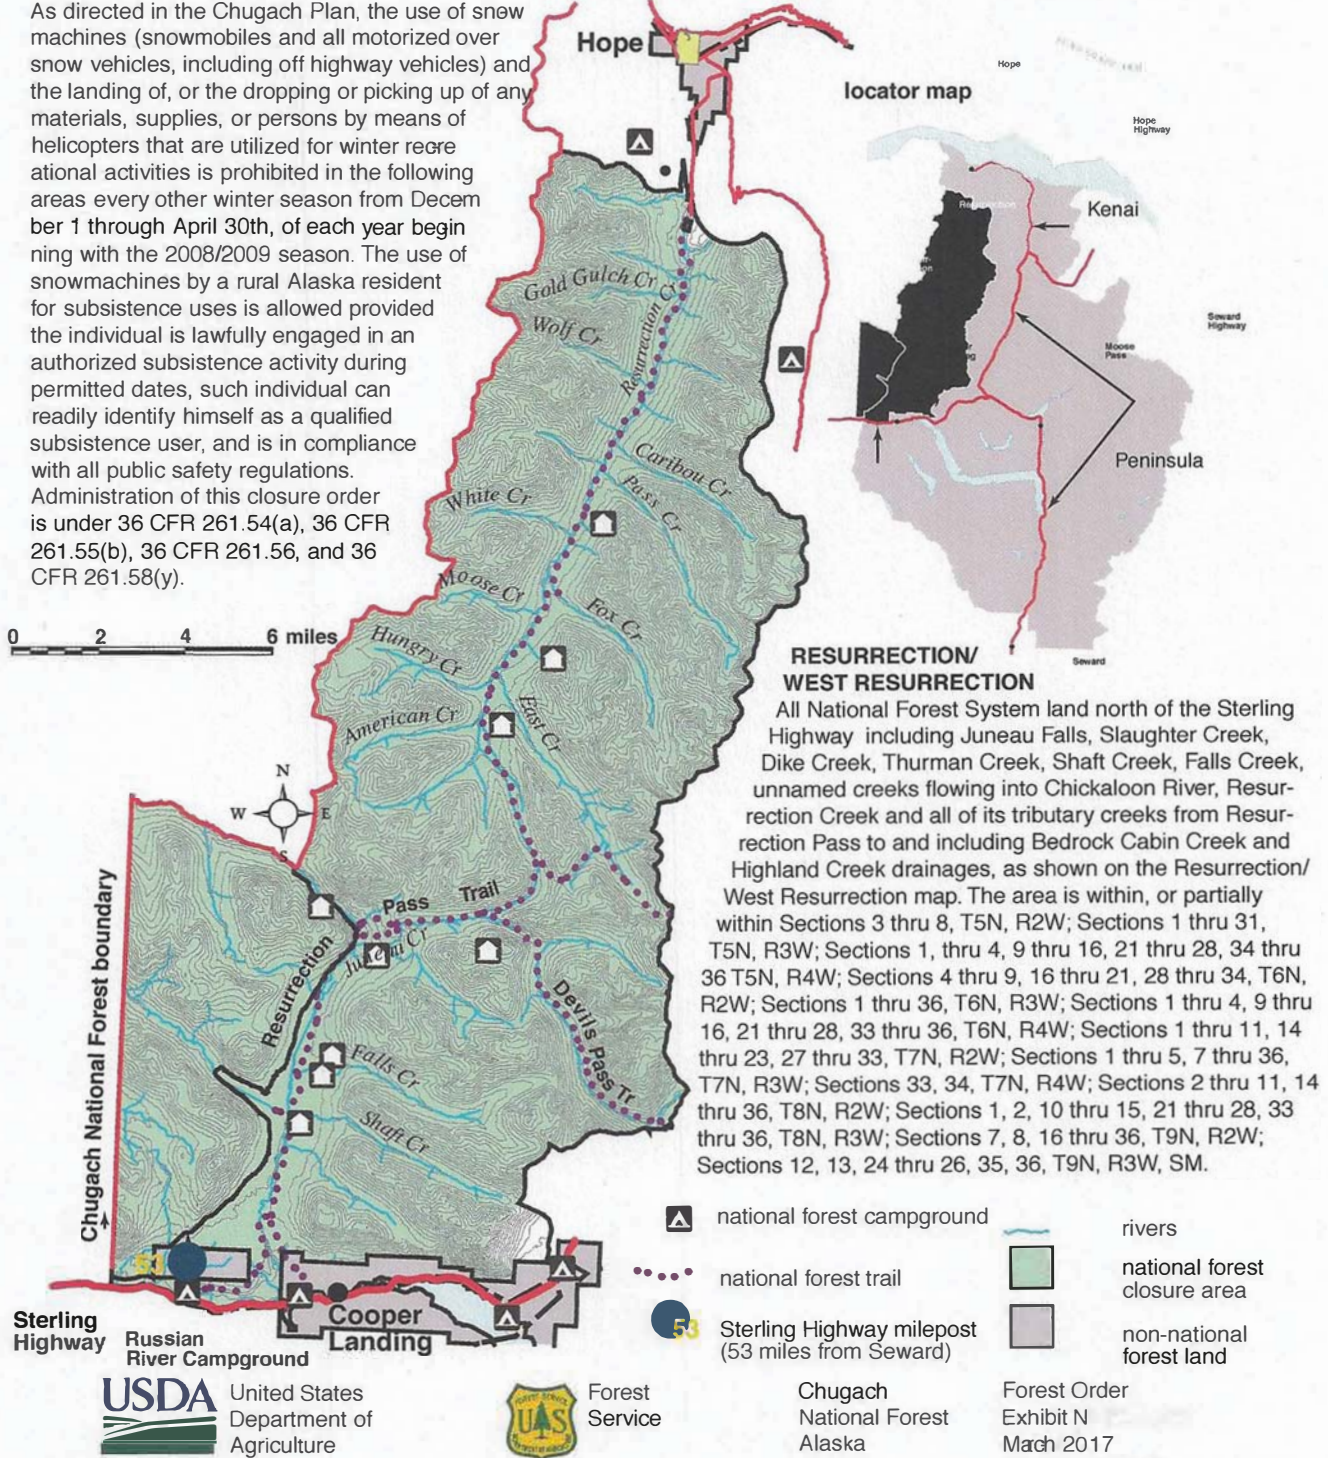 As directed in the Chugach Plan, the use of snow
machines (snowmobiles and all motorized over
snow vehicles, including off highway vehicles) and
the landing of, or the dropping or picking up of any
materials, supplies, or persons by means of
helicopters that are utilized for winter recre
ational activities is prohibited in the following
areas every other winter season from Decem
ber 1 through April 30th, of each year begin
ning with the 2008/2009 season. The use of
snowmachines by a rural Alaska resident
for subsistence uses is allowed provided
the individual is lawfully engaged in an
authorized subsistence activity during
permitted dates, such individual can
readily identify himself as a qualified
subsistence user, and is in compliance
with all public safety regulations.
Administration of this closure order
is under 36 CFR 261.54(a), 36 CFR
261.55(b), 36 CFR 261.56, and 36
CFR 261.58(y).
0 2 4 6 miles
Hope
Gold Gulch Cr
Wolf Cr
Resurrection Cr
Caribou Cr
Pass Cr
White Cr
Moose Cr
Fox Cr
Hungry Cr
East Cr
American Cr
N
W E
S
Pass Trail
Resurrection
Juneau Cr
Devils Pass Tr
Falls Cr
Shaft Cr
Chugach National Forest boundary
53
Sterling
Highway
Russian
River Campground
Cooper
Landing
locator map
Hope
Hope
Highway
Kenai
Seward
Highway
Moose
Pass
Peninsula
Seward
RESURRECTION/
WEST RESURRECTION
All National Forest System land north of the Sterling
Highway including Juneau Falls, Slaughter Creek,
Dike Creek, Thurman Creek, Shaft Creek, Falls Creek,
unnamed creeks flowing into Chickaloon River, Resur-
rection Creek and all of its tributary creeks from Resur-
rection Pass to and including Bedrock Cabin Creek and
Highland Creek drainages, as shown on the Resurrection/
West Resurrection map. The area is within, or partially
within Sections 3 thru 8, T5N, R2W; Sections 1 thru 31,
T5N, R3W; Sections 1, thru 4, 9 thru 16, 21 thru 28, 34 thru
36 T5N, R4W; Sections 4 thru 9, 16 thru 21, 28 thru 34, T6N,
R2W; Sections 1 thru 36, T6N, R3W; Sections 1 thru 4, 9 thru
16, 21 thru 28, 33 thru 36, T6N, R4W; Sections 1 thru 11, 14
thru 23, 27 thru 33, T7N, R2W; Sections 1 thru 5, 7 thru 36,
T7N, R3W; Sections 33, 34, T7N, R4W; Sections 2 thru 11, 14
thru 36, T8N, R2W; Sections 1, 2, 10 thru 15, 21 thru 28, 33
thru 36, T8N, R3W; Sections 7, 8, 16 thru 36, T9N, R2W;
Sections 12, 13, 24 thru 26, 35, 36, T9N, R3W, SM.
national forest campground
national forest trail
53
Sterling Highway milepost
(53 miles from Seward)
rivers
national forest
closure area
non-national
forest land
USDA
United States
Department of
Agriculture
FOREST SERVICE
U S
DEPARTMENT OF AGRICULTURE
Forest
Service
Chugach
National Forest
Alaska
Forest Order
Exhibit N
March 2017